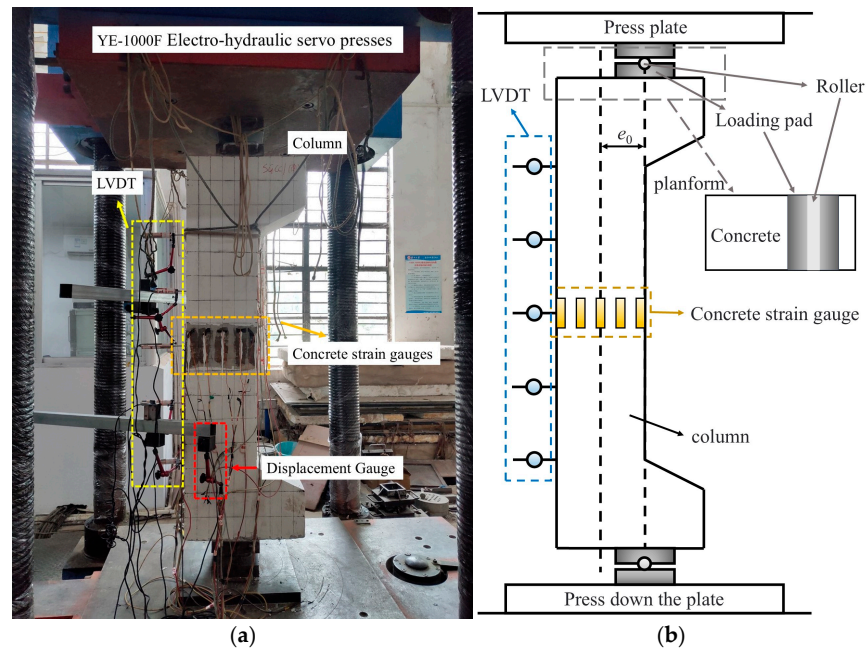 YE-1000F Electro-hydraulic servo presses
Column
LVDT
Concrete strain gauges
Displacement Gauge
(a)
Press plate
LVDT
Roller
Loading pad
e0
planform
Concrete
Concrete strain gauge
column
Press down the plate
(b)